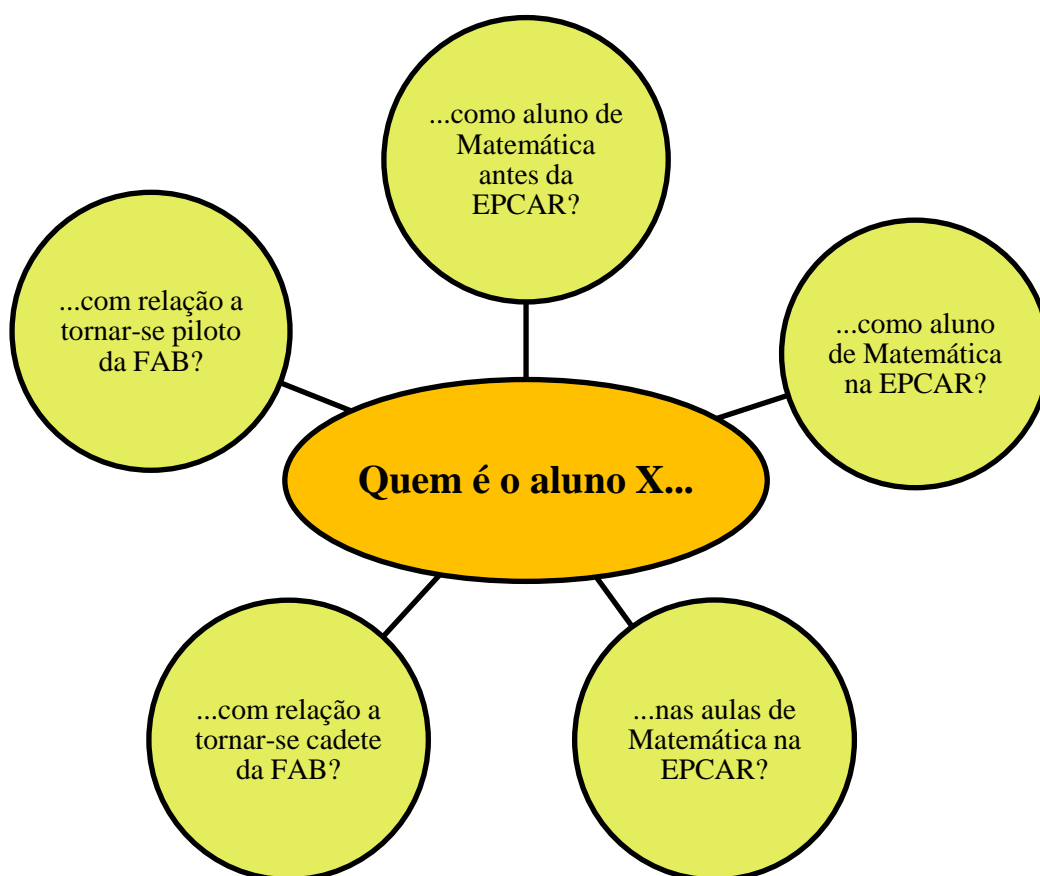 ...como aluno de
Matemática
antes da
EPCAR?
...com relação a
tornar-se piloto
da FAB?
...como aluno
de Matemática
na EPCAR?
Quem é o aluno X...
...com relação a
tornar-se cadete
da FAB?
...nas aulas de
Matemática na
EPCAR?